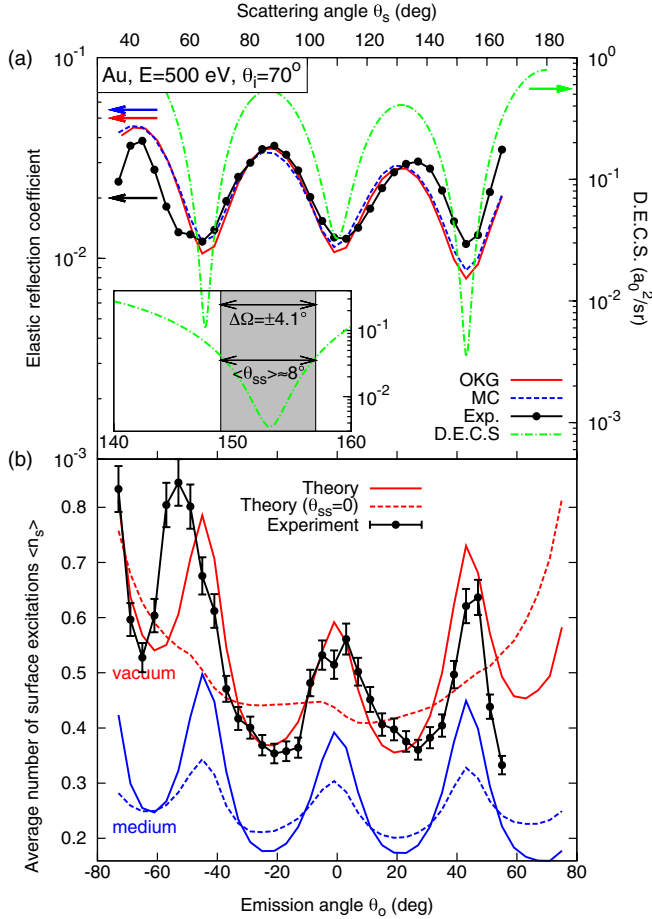 Scattering angle θs (deg)
40 60 80 100 120 140 160 180
(a)
10-1
10-2
Elastic reflection coefficient
Au, E=500 eV, θi=70o
100
10-1
10-2
10-3
D.E.C.S. (a02/sr)
ΔΩ=±4.1°
<θss>≈8°
10-1
10-2
140 150 160
OKG
MC
Exp.
D.E.C.S
(b)
10-3
0.8
0.7
0.6
0.5
0.4
0.3
0.2
Average number of surface excitations <ns>
Theory
Theory (θss=0)
Experiment
vacuum
medium
-80 -60 -40 -20 0 20 40 60 80
Emission angle θo (deg)